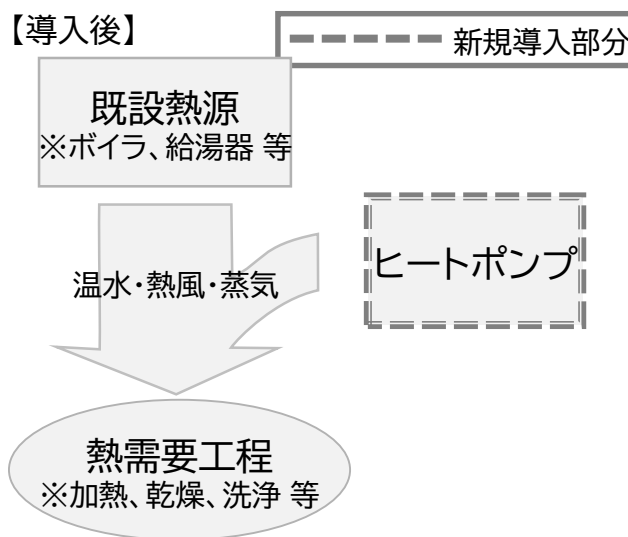 【導入後】
新規導入部分
既設熱源
※ボイラ、給湯器 等
ヒートポンプ
温水・熱風・蒸気
熱需要工程
※加熱、乾燥、洗浄 等